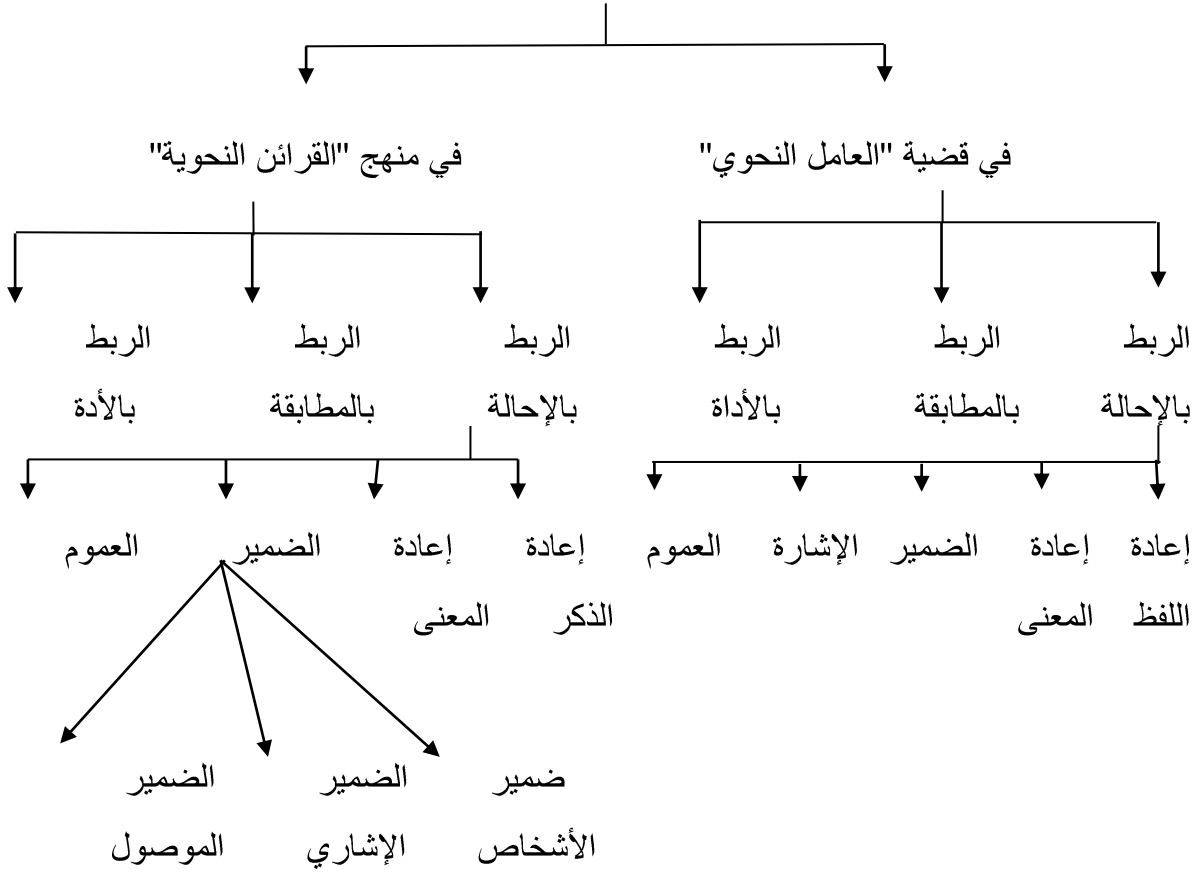 في قضية "العامل النحوي" في منهج "القرائن النحوية"
الربط الربط الربط الربط الربط الربط
بالإحالة بالمطابقة بالأداة بالإحالة بالمطابقة بالأدة
إعادة إعادة الضمير الإشارة العموم إعادة إعادة الضمير العموم
اللفظ المعنى الذكر المعنى
ضمير الضمير الضمير
الأشخاص الإشاري الموصول